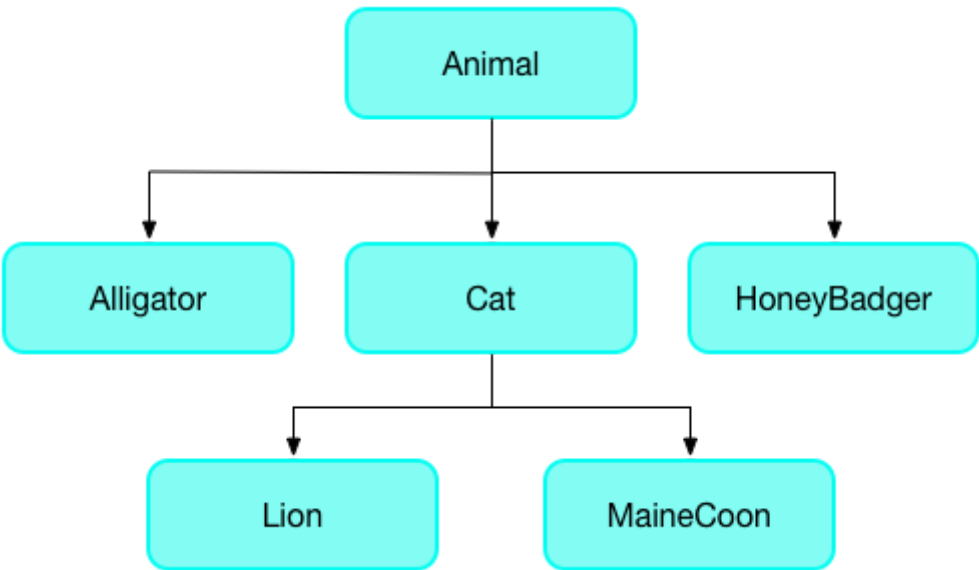 Animal
Alligator
Cat
HoneyBadger
Lion
MaineCoon